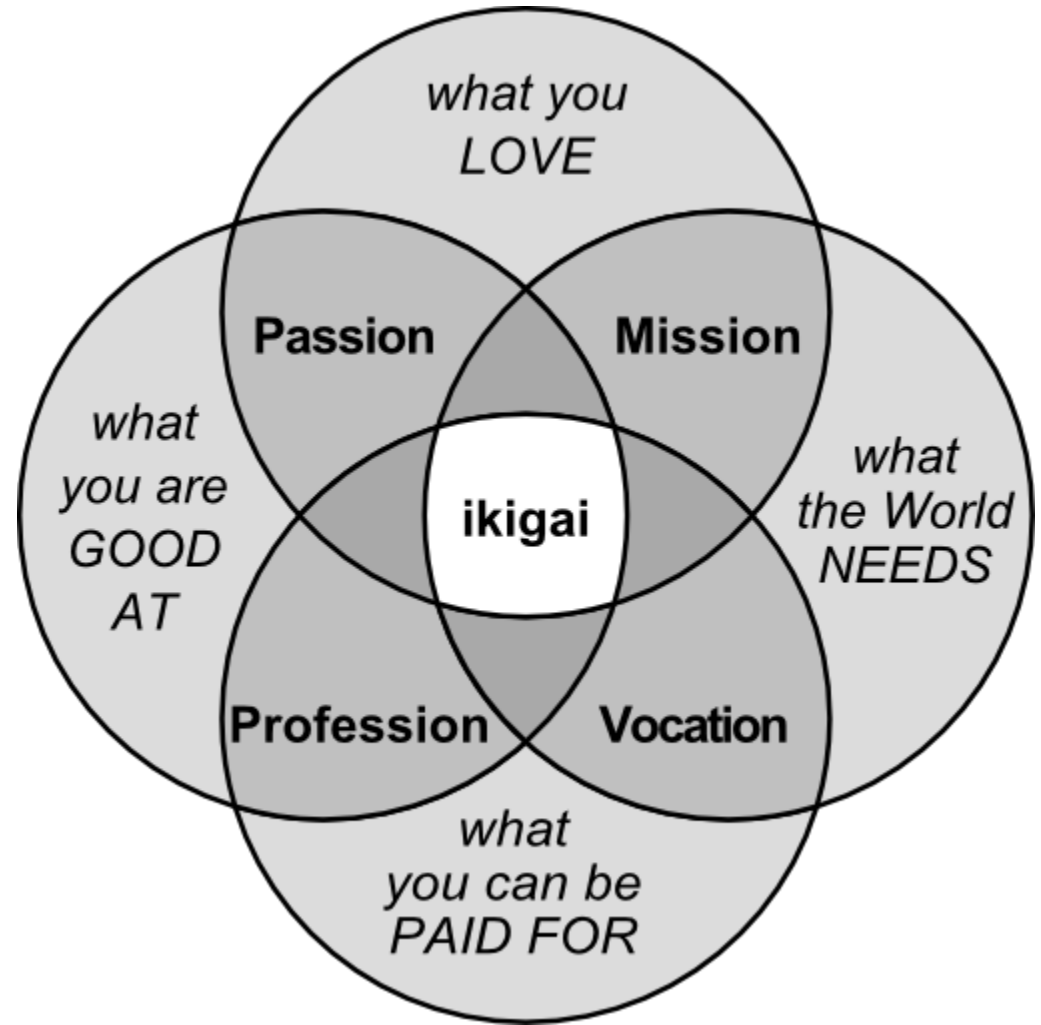 what you
LOVE
Passion
Mission
what
you are
GOOD
AT
ikigai
what
the World
NEEDS
Profession
Vocation
what
you can be
PAID FOR